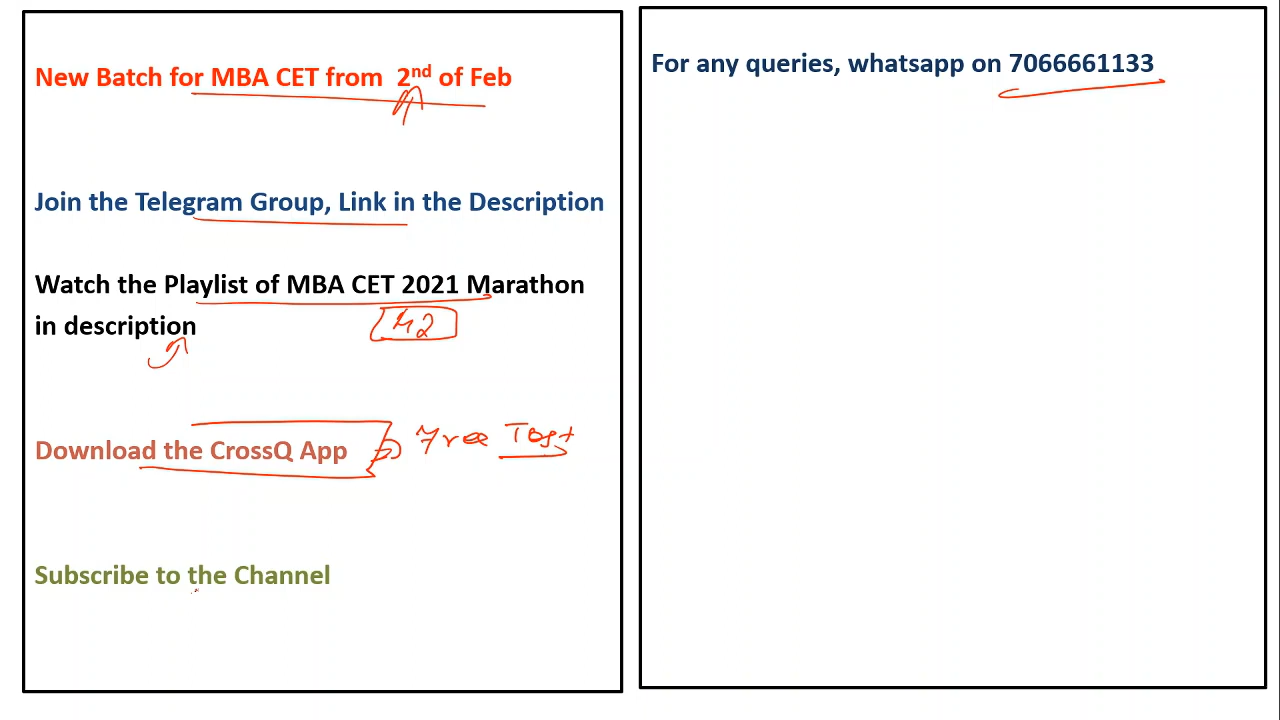 New Batch for MBA CET from 2nd of Feb
Join the Telegram Group, Link in the Description
Watch the Playlist of MBA CET 2021 Marathon
in description
Download the CrossQ App
Free Test
Subscribe to the Channel
For any queries, whatsapp on 7066661133